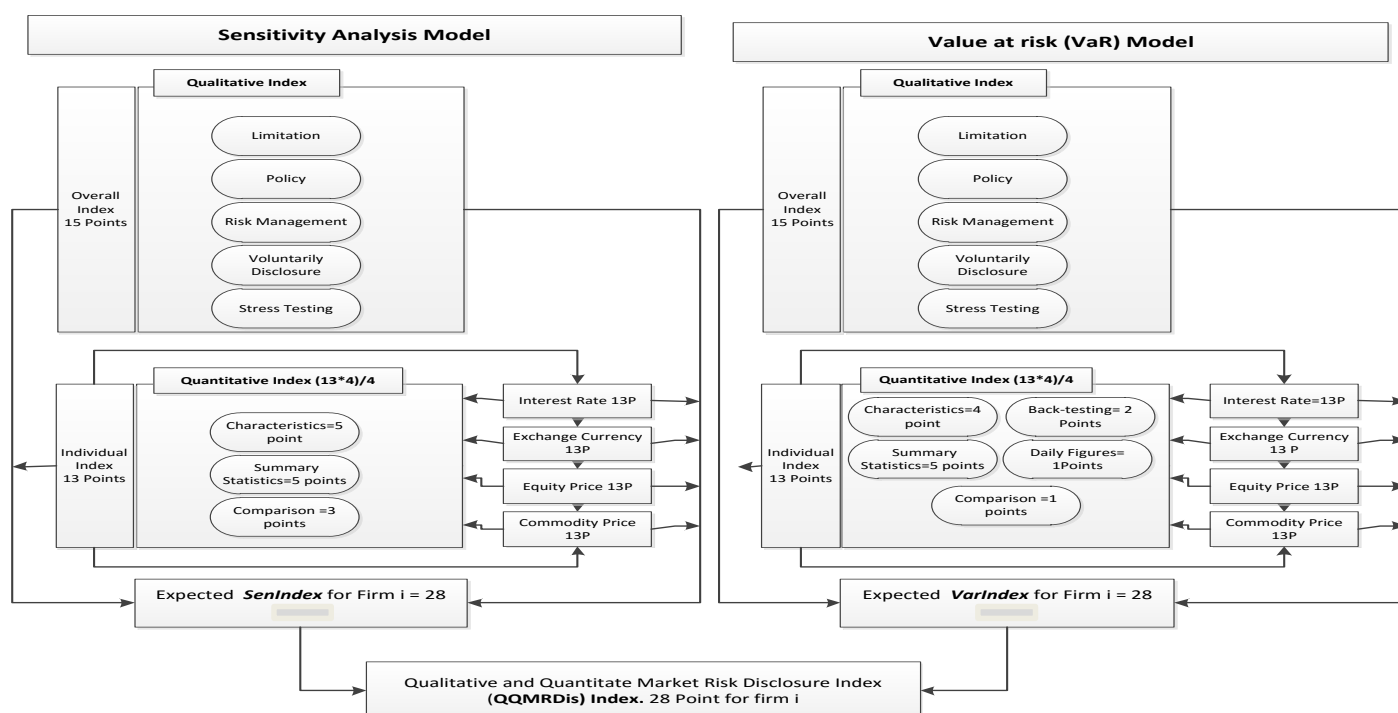 Sensitivity Analysis Model
Qualitative Index
Overall
Index
15 Points
Limitation
Policy
Risk Management
Voluntarily
Disclosure
Stress Testing
Quantitative Index (13*4)/4
Individual
Index
13 Points
Characteristics=5
point
Summary
Statistics=5 points
Comparison =3
points
Interest Rate 13P
Exchange Currency
13P
Equity Price 13P
Commodity Price
13P
Expected SenIndex for Firm i = 28
Value at risk (VaR) Model
Qualitative Index
Overall
Index
15 Points
Limitation
Policy
Risk Management
Voluntarily
Disclosure
Stress Testing
Quantitative Index (13*4)/4
Individual
Index
13 Points
Characteristics=4
point
Back-testing= 2
Points
Summary
Statistics=5 points
Daily Figures=
1Points
Comparison =1
points
Interest Rate=13P
Exchange Currency
13 P
Equity Price 13P
Commodity Price
13P
Expected VarIndex for Firm i = 28
Qualitative and Quantitate Market Risk Disclosure Index
(QQMRDis) Index. 28 Point for firm i